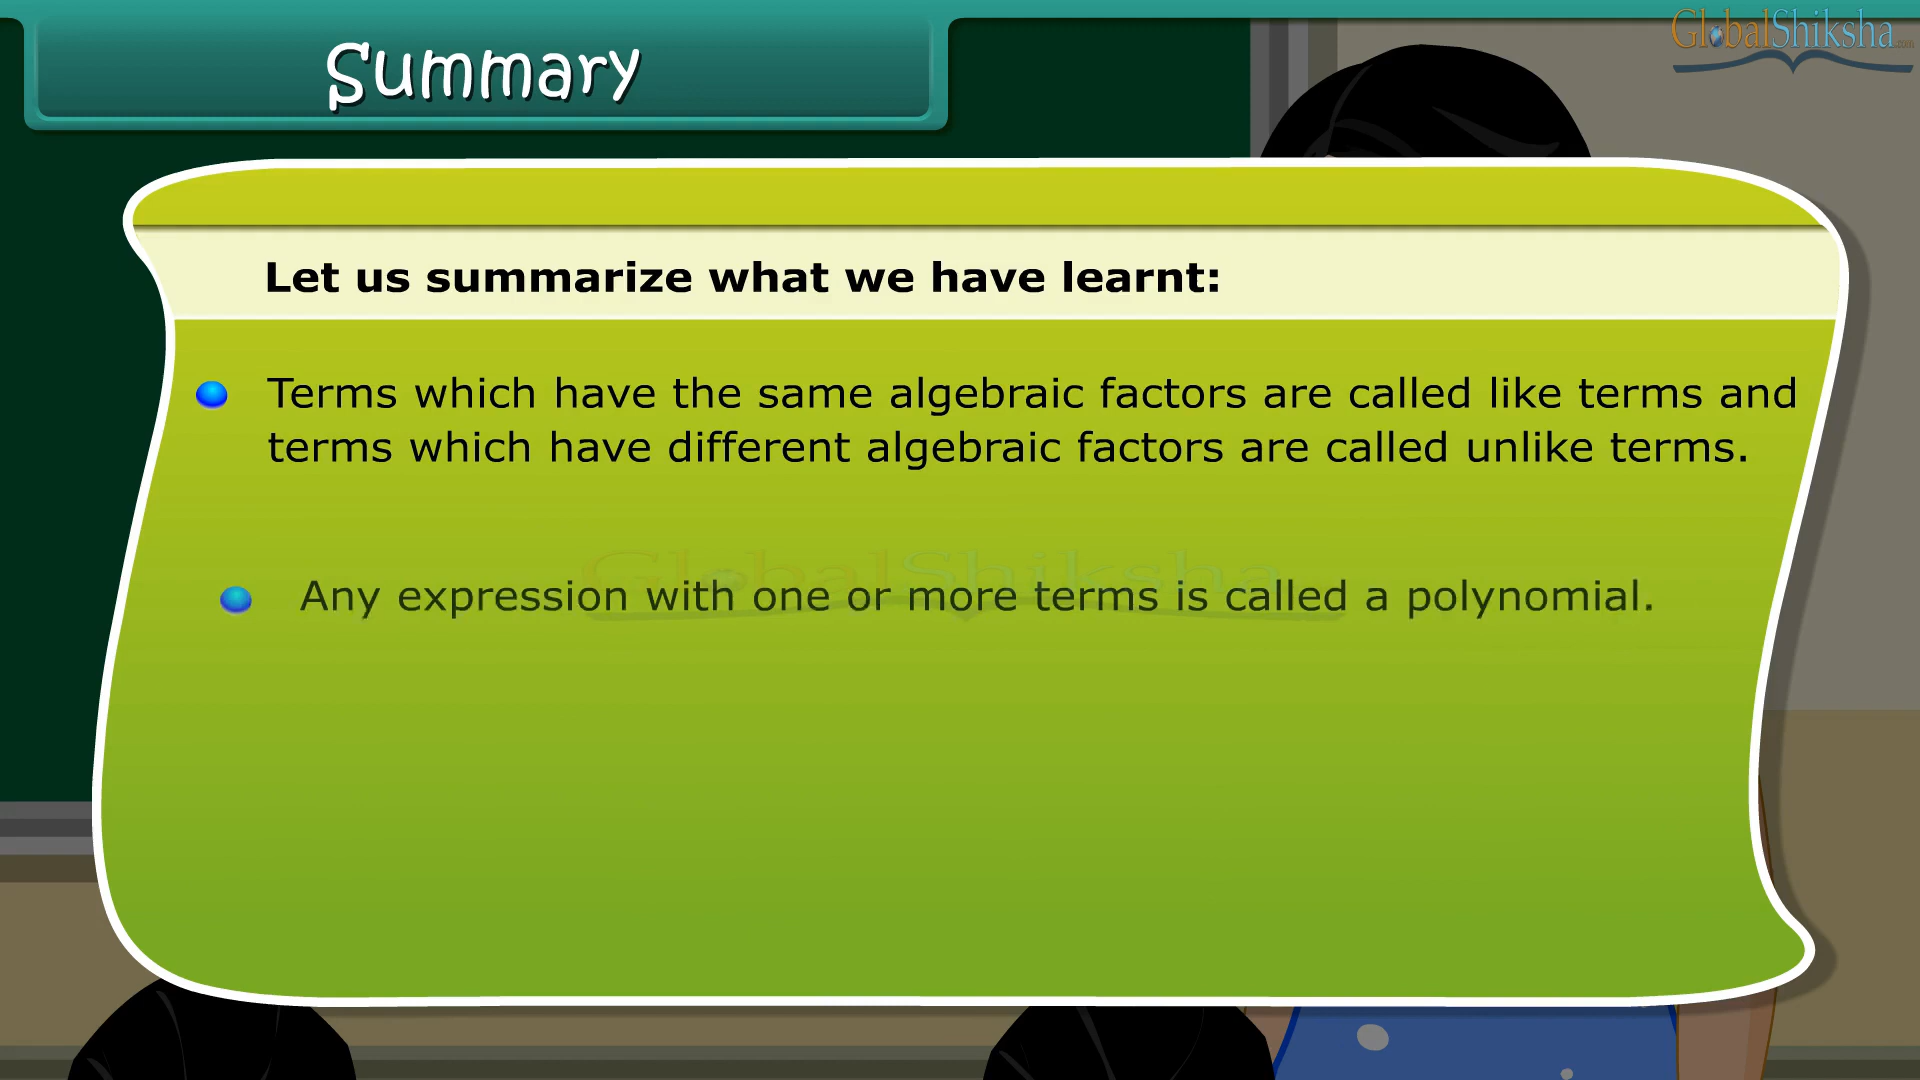 GlobalShiksha.com
Summary
Let us summarize what we have learnt:
Terms which have the same algebraic factors are called like terms and
terms which have different algebraic factors are called unlike terms.
GlobalShiksha
Any expression with one or more terms is called a polynomial.